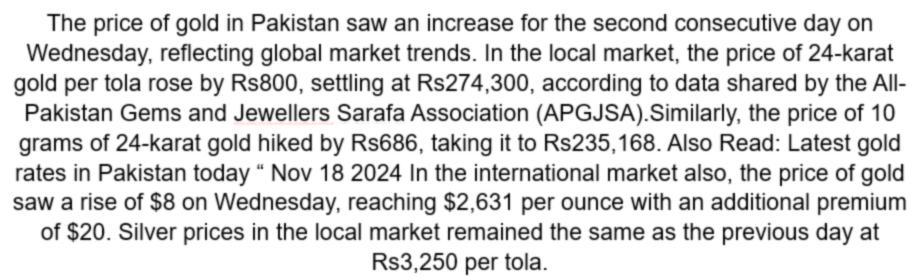 The price of gold in Pakistan saw an increase for the second consecutive day on
Wednesday, reflecting global market trends. In the local market, the price of 24-karat
gold per tola rose by Rs800, settling at Rs274,300, according to data shared by the All-
Pakistan Gems and Jewellers Sarafa Association (APGJSA).Similarly, the price of 10
grams of 24-karat gold hiked by Rs686, taking it to Rs235,168. Also Read: Latest gold
rates in Pakistan today “ Nov 18 2024 In the international market also, the price of gold
saw a rise of $8 on Wednesday, reaching $2,631 per ounce with an additional premium
of $20. Silver prices in the local market remained the same as the previous day at
Rs3,250 per tola.